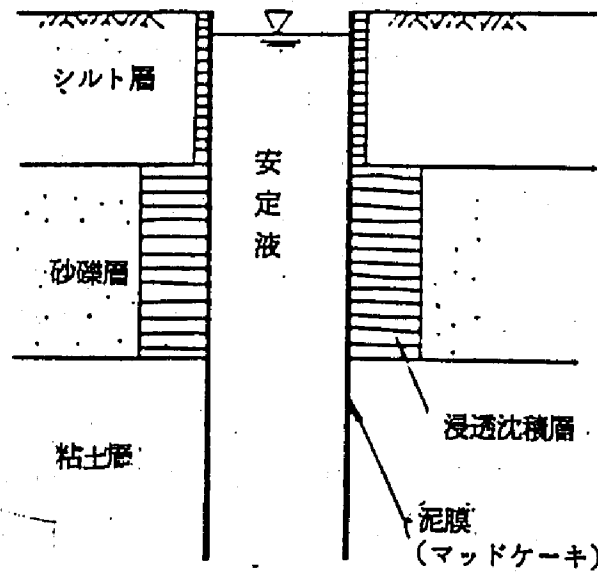 シルト層
安定液
砂礫層
浸透沈積層
粘土層
泥膜
(マッドケーキ)